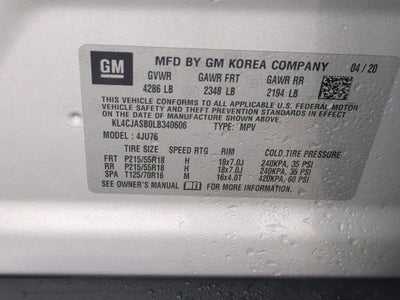 GM
MFD BY GM KOREA COMPANY 04 / 20
GVWR GAWR FRT GAWR RR
4286 LB 2348 LB 2194 LB
THIS VEHICLE CONFORMS TO ALL APPLICABLE U.S. FEDERAL MOTOR
VEHICLE SAFETY AND THEFT PREVENTION STANDARDS IN EFFECT ON THE
DATE OF MANUFACTURE SHOWN ABOVE.
KL4CJASB0LB340606 TYPE: MPV
MODEL: 4JU76
TIRE SIZE SPEED RTG RIM COLD TIRE PRESSURE
FRT P215/55R18 H 18x7.0J 240KPA, 35 PSI
RR P215/55R18 H 18x7.0J 240KPA, 35 PSI
SPA T125/70R16 M 16x4.0T 420KPA, 60 PSI
SEE OWNER'S MANUAL FOR MORE INFORMATION.